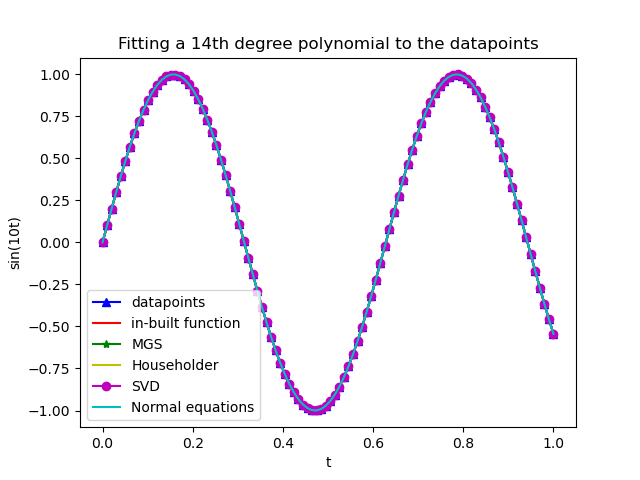 Fitting a 14th degree polynomial to the datapoints
1.00
0.75
0.50
0.25
0.00
−0.25
−0.50
−0.75
−1.00
sin(10t)
datapoints
in-built function
MGS
Householder
SVD
Normal equations
0.0 0.2 0.4 0.6 0.8 1.0
t